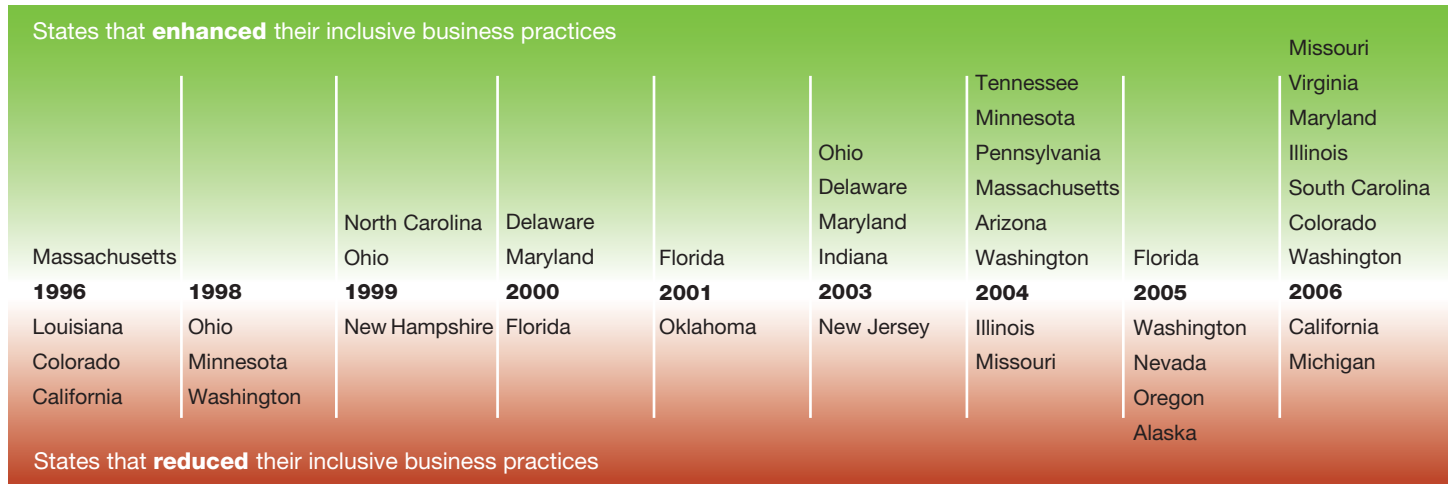 States that enhanced their inclusive business practices
Massachusetts
1996
Louisiana
Colorado
California
1998
Ohio
Minnesota
Washington
North Carolina
Ohio
1999
New Hampshire
Delaware
Maryland
2000
Florida
Florida
2001
Oklahoma
Ohio
Delaware
Maryland
Indiana
2003
New Jersey
Tennessee
Minnesota
Pennsylvania
Massachusetts
Arizona
Washington
2004
Illinois
Missouri
Florida
2005
Washington
Nevada
Oregon
Alaska
Missouri
Virginia
Maryland
Illinois
South Carolina
Colorado
Washington
2006
California
Michigan
States that reduced their inclusive business practices